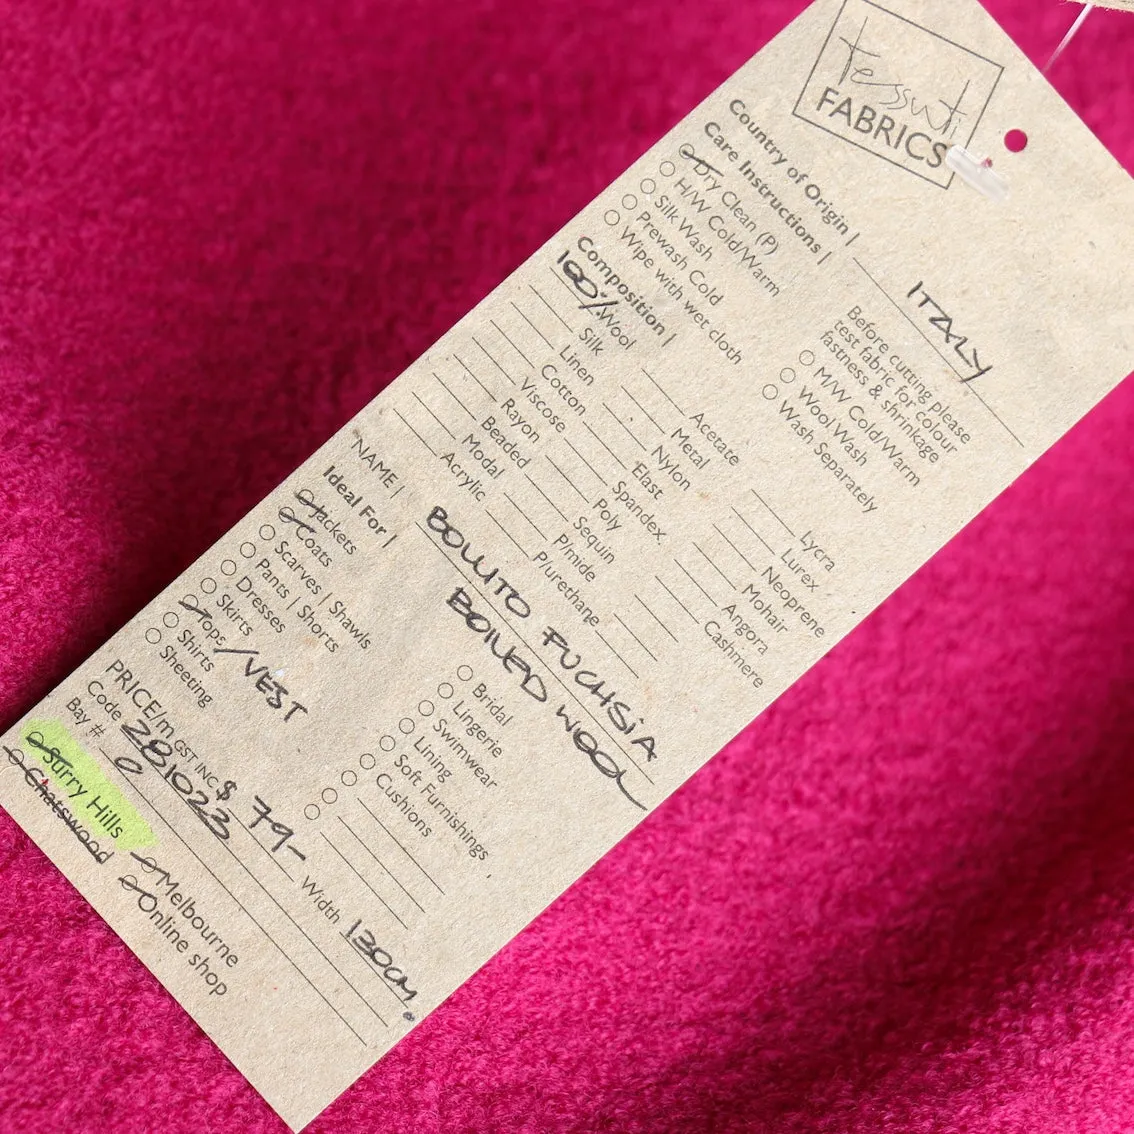 tessuti
FABRICS
Country of Origin | ITALY
Care Instructions |
Dry Clean (P)
H/W Cold/Warm
Silk Wash
Prewash Cold
Wipe with wet cloth
Before cutting please
test fabric for colour
fastness & shrinkage
M/W Cold/Warm
Wool Wash
Wash Separately
Composition |
100% Wool
Silk
Linen
Cotton
Viscose
Rayon
Beaded
Modal
Acrylic
Acetate
Metal
Nylon
Elast
Spandex
Poly
Sequin
P/mide
P/urethane
Lycra
Lurex
Neoprene
Mohair
Angora
Cashmere
NAME | BOLLITO FUCHSIA
BOILED WOOL
Ideal For |
Jackets
Coats
Scarves | Shawls
Pants | Shorts
Dresses
Skirts
Tops / VEST
Shirts
Sheeting
Bridal
Lingerie
Swimwear
Lining
Soft Furnishings
Cushions
PRICE/m GST INC $ 79- Width 130cm.
Code 281023
Bay # C
Surry Hills
Chatswood
Melbourne
Online shop